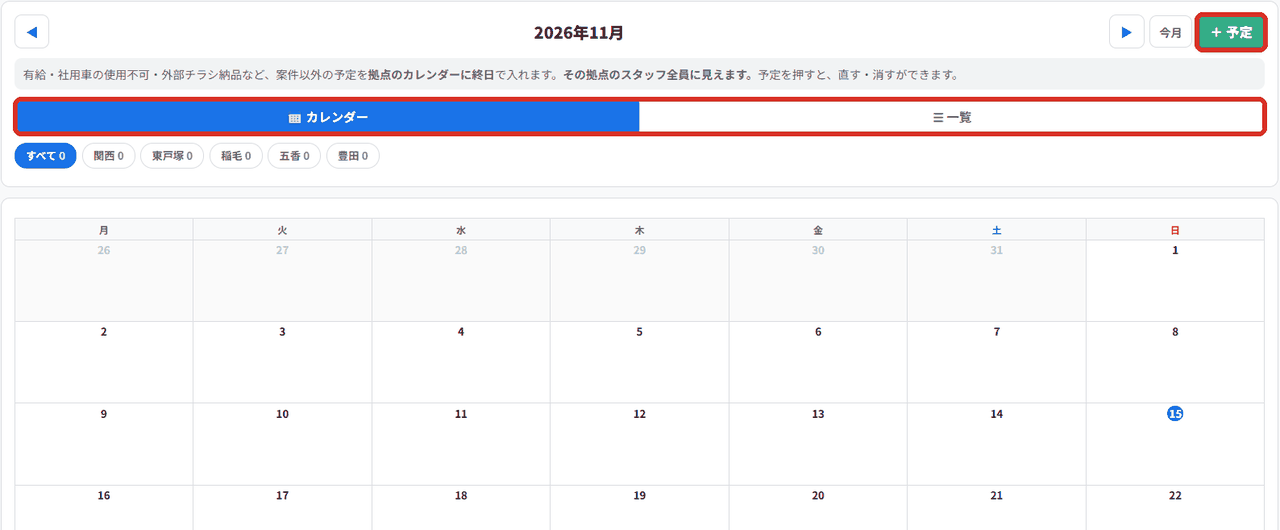 ◀ 2026年11月 ▶ 今月 ＋ 予定
有給・社用車の使用不可・外部チラシ納品など、案件以外の予定を拠点のカレンダーに終日で入れます。その拠点のスタッフ全員に見えます。予定を押すと、直す・消すができます。
カレンダー ☰ 一覧
すべて 0 関西 0 東戸塚 0 稲毛 0 五香 0 豊田 0
月 火 水 木 金 土 日
26 27 28 29 30 31 1
2 3 4 5 6 7 8
9 10 11 12 13 14 15
16 17 18 19 20 21 22